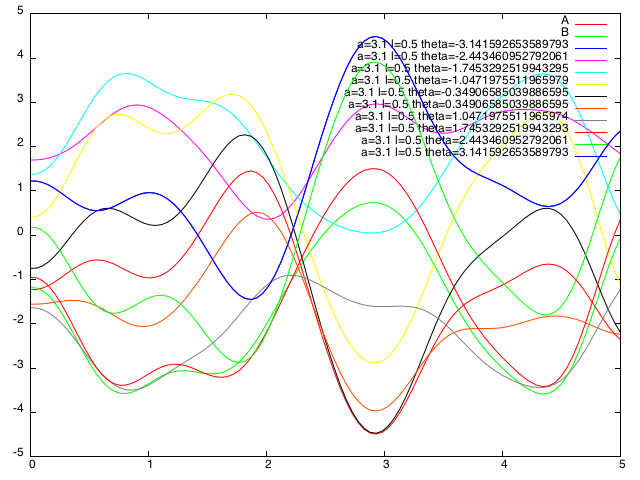 5
4
3
2
1
0
-1
-2
-3
-4
-5
0
1
2
3
4
5
A
B
a=3.1 l=0.5 theta=-3.141592653589793
a=3.1 l=0.5 theta=-2.443460952792061
a=3.1 l=0.5 theta=-1.7453292519943295
a=3.1 l=0.5 theta=-1.0471975511965979
a=3.1 l=0.5 theta=-0.3490658503988659​5
a=3.1 l=0.5 theta=0.34906585039886595
a=3.1 l=0.5 theta=1.0471975511965974
a=3.1 l=0.5 theta=1.7453292519943293
a=3.1 l=0.5 theta=2.443460952792061
a=3.1 l=0.5 theta=3.141592653589793